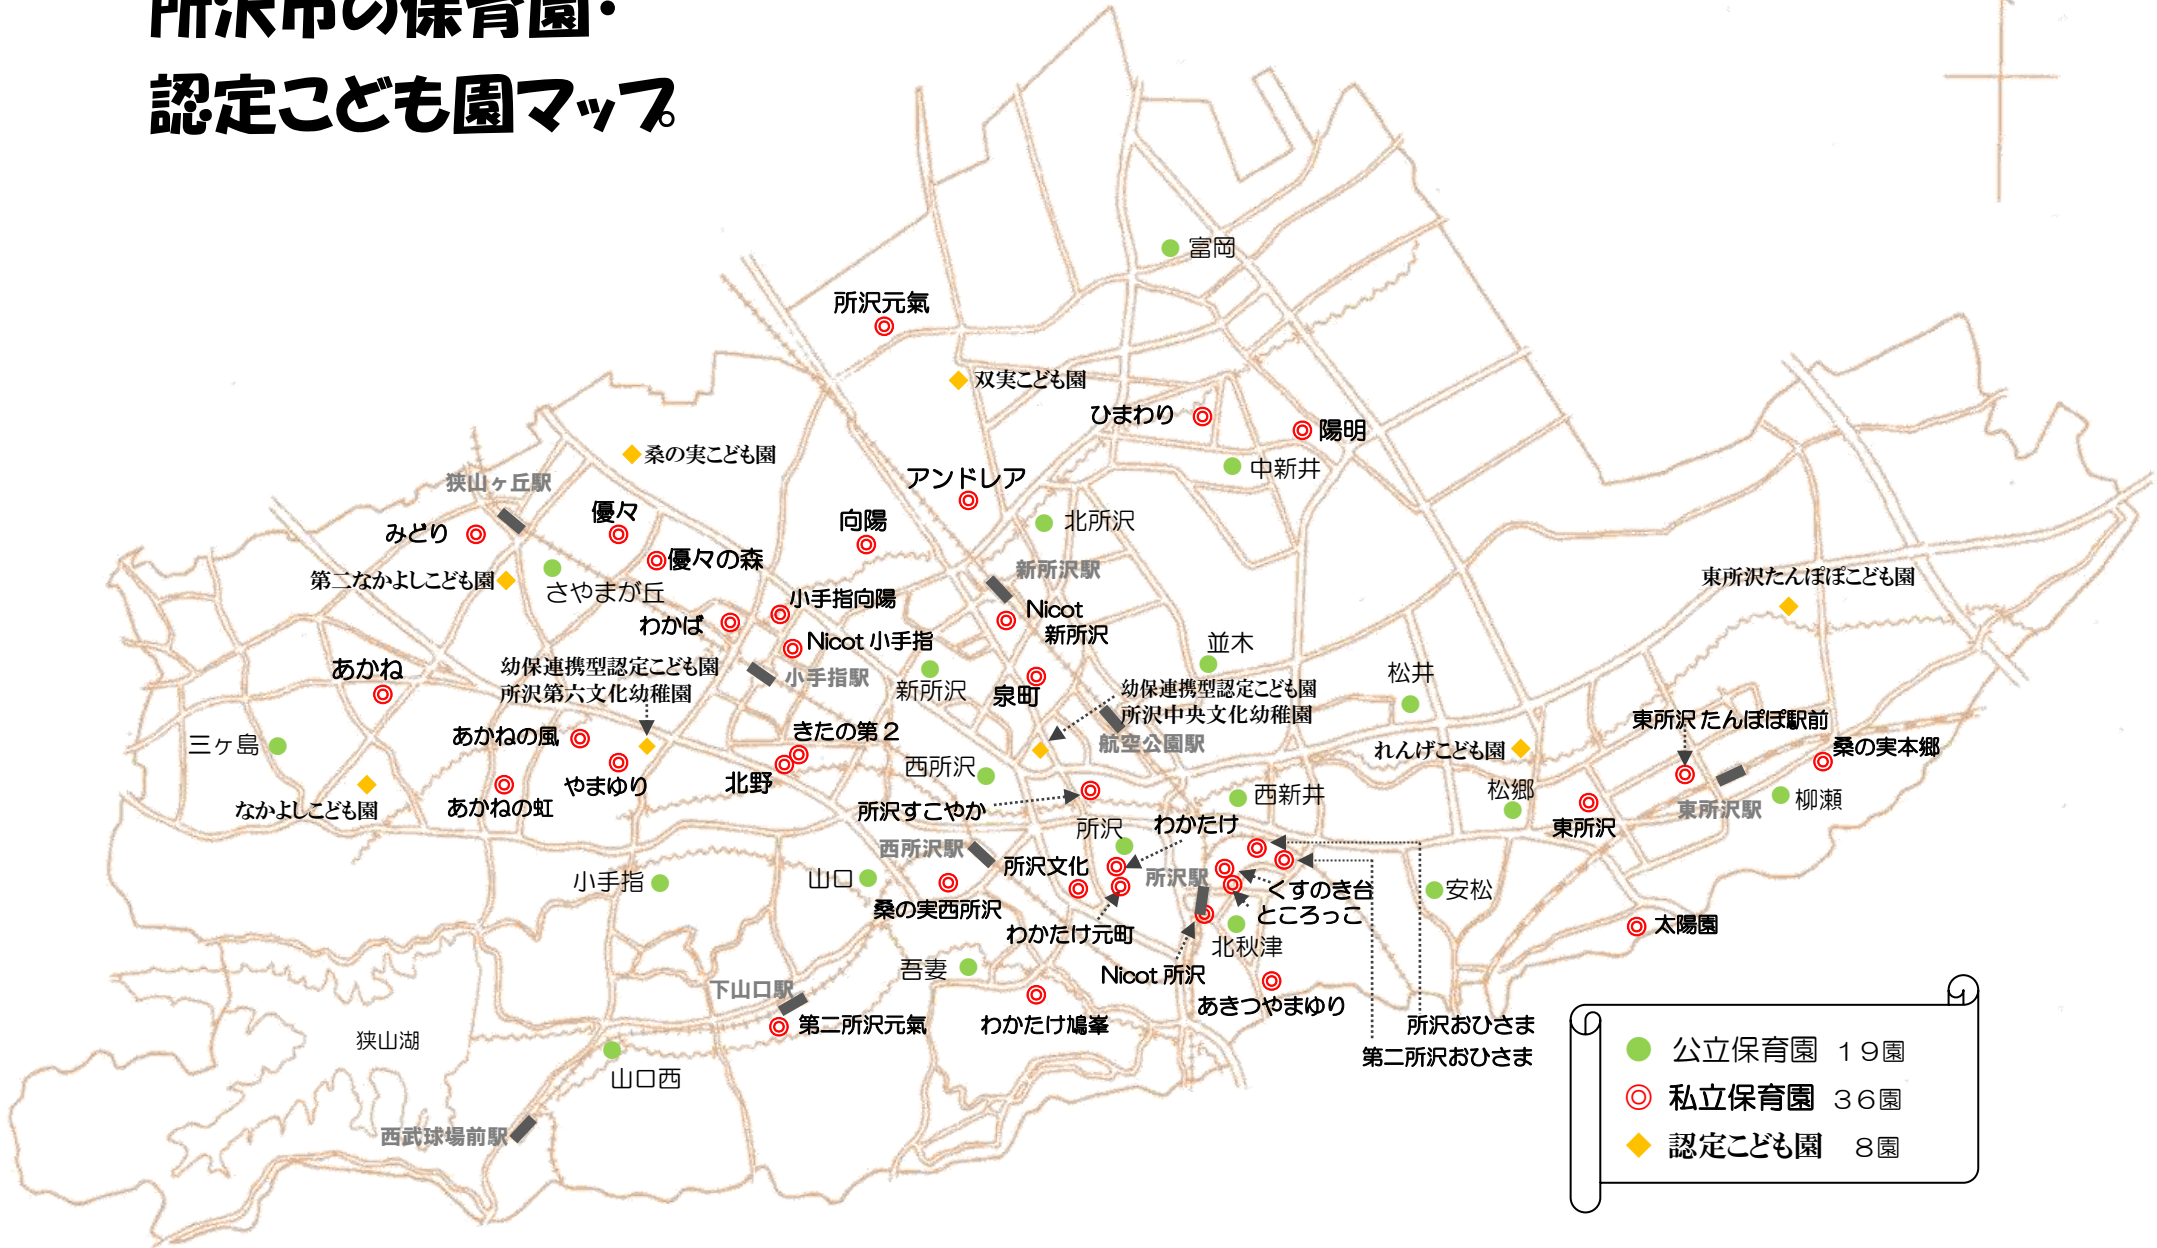 所沢市の保育園・
認定こども園マップ
富岡
所沢元氣
双実こども園
ひまわり
陽明
桑の実こども園
中新井
狭山ヶ丘駅
アンドレア
優々
向陽
北所沢
みどり
優々の森
新所沢駅
第二なかよしこども園
さやまが丘
東所沢たんぽぽこども園
小手指向陽
Nicot
新所沢
わかば
Nicot 小手指
並木
あかね
幼保連携型認定こども園
所沢第六文化幼稚園
小手指駅
新所沢
泉町
幼保連携型認定こども園
所沢中央文化幼稚園
松井
東所沢たんぽぽ駅前
あかねの風
きたの第２
三ヶ島
航空公園駅
れんげこども園
桑の実本郷
西所沢
やまゆり
北野
松郷
西新井
なかよしこども園
あかねの虹
所沢すこやか
柳瀬
東所沢駅
所沢
わかたけ
東所沢
西所沢駅
所沢文化
小手指
山口
所沢駅
くすのき台
安松
桑の実西所沢
ところっこ
わかたけ元町
太陽園
北秋津
吾妻
Nicot 所沢
下山口駅
あきつやまゆり
第二所沢元氣
わかたけ鳩峯
所沢おひさま
狭山湖
第二所沢おひさま
山口西
西武球場前駅
公立保育園 １９園
私立保育園 ３６園
認定こども園 ８園